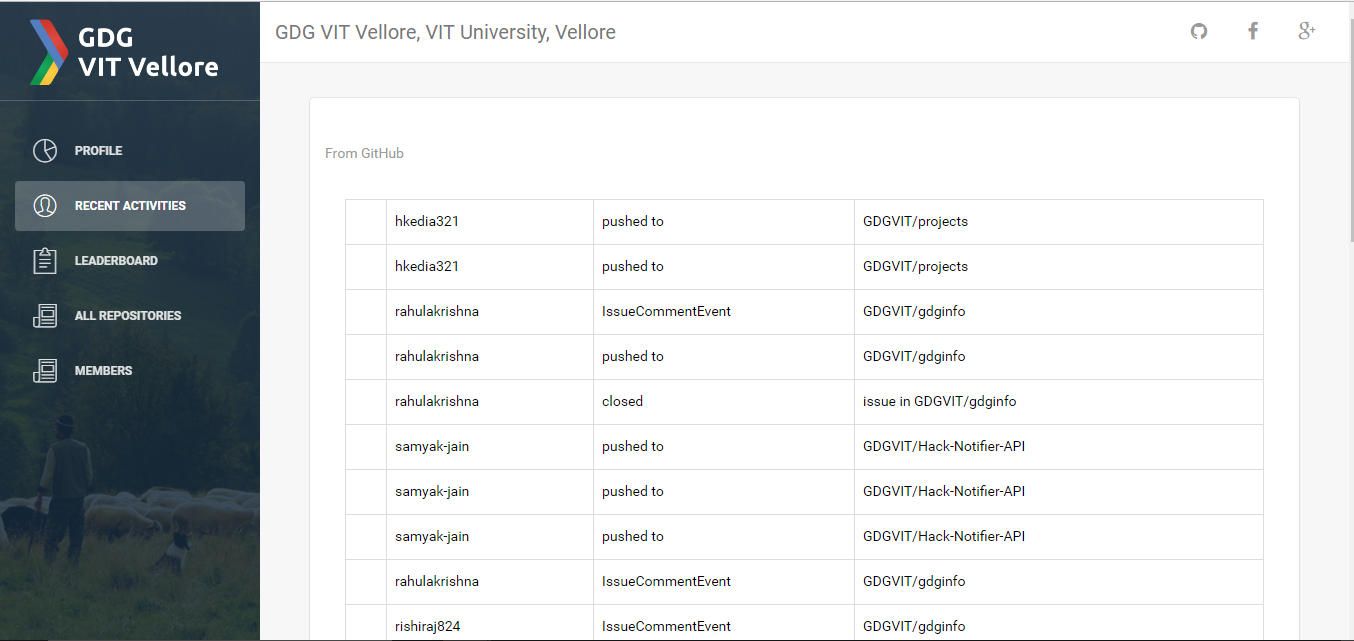 GDG
VIT Vellore
PROFILE
RECENT ACTIVITIES
LEADERBOARD
ALL REPOSITORIES
MEMBERS
GDG VIT Vellore, VIT University, Vellore
From GitHub
hkedia321 pushed to GDGVIT/projects
hkedia321 pushed to GDGVIT/projects
rahulakrishna IssueCommentEvent GDGVIT/gdginfo
rahulakrishna pushed to GDGVIT/gdginfo
rahulakrishna closed issue in GDGVIT/gdginfo
samyak-jain pushed to GDGVIT/Hack-Notifier-API
samyak-jain pushed to GDGVIT/Hack-Notifier-API
samyak-jain pushed to GDGVIT/Hack-Notifier-API
rahulakrishna IssueCommentEvent GDGVIT/gdginfo
rishiraj824 IssueCommentEvent GDGVIT/gdginfo